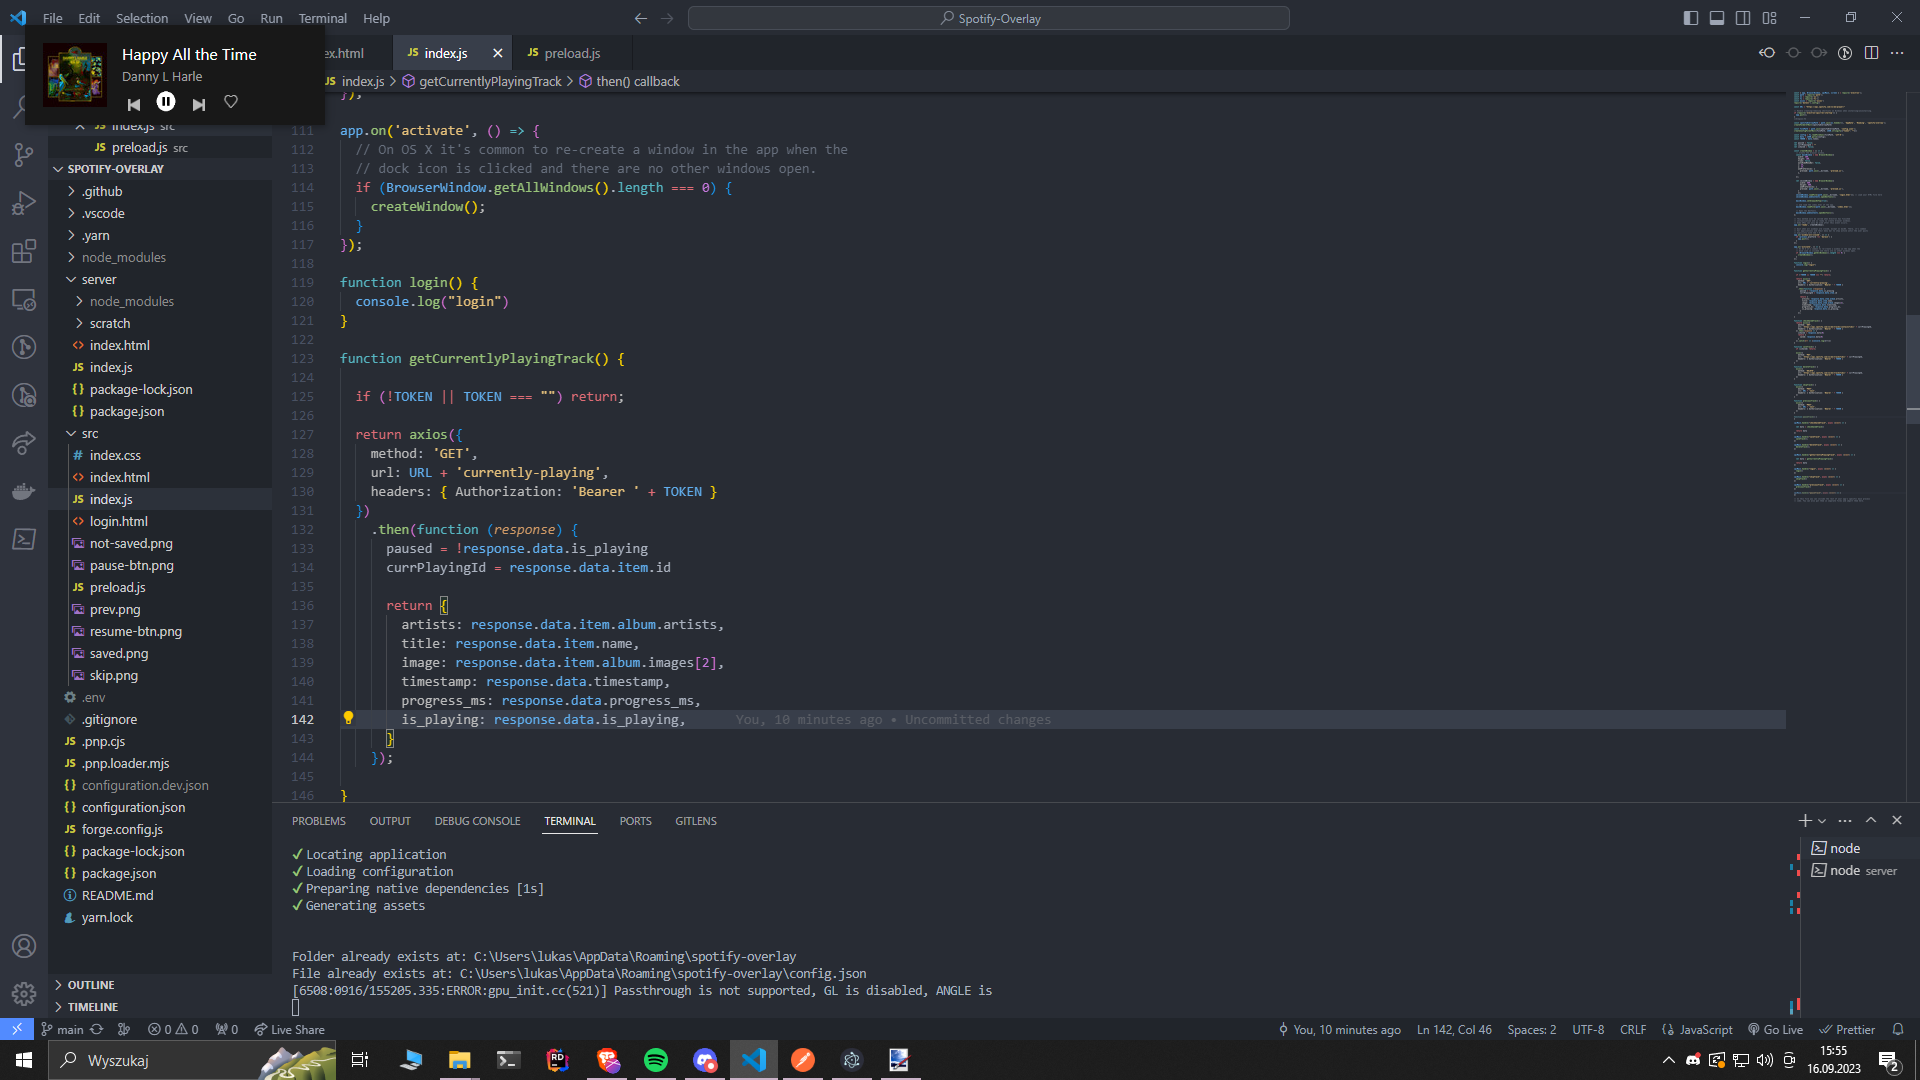 File Edit Selection View Go Run Terminal Help
Spotify-Overlay
Happy All the Time
Danny L Harle
ex.html
JS index.js
JS preload.js
JS index.js > getCurrentlyPlayingTrack > then() callback
JS index.js src
JS preload.js src
SPOTIFY-OVERLAY
.github
.vscode
.yarn
node_modules
server
node_modules
scratch
index.html
JS index.js
package-lock.json
package.json
src
# index.css
index.html
JS index.js
login.html
not-saved.png
pause-btn.png
JS preload.js
prev.png
resume-btn.png
saved.png
skip.png
.env
.gitignore
JS .pnp.cjs
JS .pnp.loader.mjs
{} configuration.dev.json
{} configuration.json
JS forge.config.js
{} package-lock.json
{} package.json
README.md
yarn.lock
OUTLINE
TIMELINE
});
111 app.on('activate', () => {
112 // On OS X it's common to re-create a window in the app when the
113 // dock icon is clicked and there are no other windows open.
114 if (BrowserWindow.getAllWindows().length === 0) {
115 createWindow();
116 }
117 });
118
119 function login() {
120 console.log("login")
121 }
122
123 function getCurrentlyPlayingTrack() {
124
125 if (!TOKEN || TOKEN === "") return;
126
127 return axios({
128 method: 'GET',
129 url: URL + 'currently-playing',
130 headers: { Authorization: 'Bearer ' + TOKEN }
131 })
132 .then(function (response) {
133 paused = !response.data.is_playing
134 currPlayingId = response.data.item.id
135
136 return {
137 artists: response.data.item.album.artists,
138 title: response.data.item.name,
139 image: response.data.item.album.images[2],
140 timestamp: response.data.timestamp,
141 progress_ms: response.data.progress_ms,
142 is_playing: response.data.is_playing, You, 10 minutes ago • Uncommitted changes
143 }
144 });
145
146 }
PROBLEMS OUTPUT DEBUG CONSOLE TERMINAL PORTS GITLENS
✓ Locating application
✓ Loading configuration
✓ Preparing native dependencies [1s]
✓ Generating assets
Folder already exists at: C:\Users\lukas\AppData\Roaming\spotify-overlay
File already exists at: C:\Users\lukas\AppData\Roaming\spotify-overlay\config.json
[6508:0916/155205.335:ERROR:gpu_init.cc(521)] Passthrough is not supported, GL is disabled, ANGLE is
node
node server
main 0 0 0 Live Share
You, 10 minutes ago Ln 142, Col 46 Spaces: 2 UTF-8 CRLF {} JavaScript Go Live Prettier
Wyszukaj
15:55
16.09.2023
2